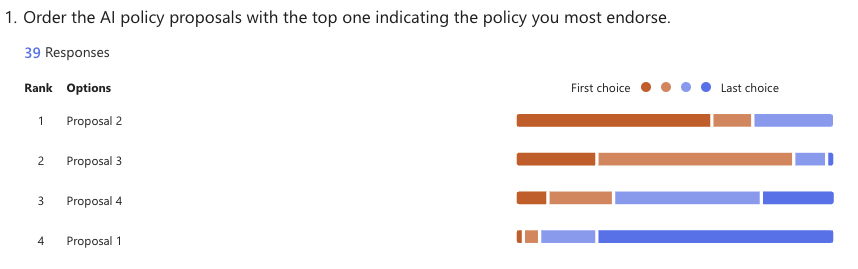 1. Order the AI policy proposals with the top one indicating the policy you most endorse.
39 Responses
Rank Options First choice Last choice
1 Proposal 2
2 Proposal 3
3 Proposal 4
4 Proposal 1